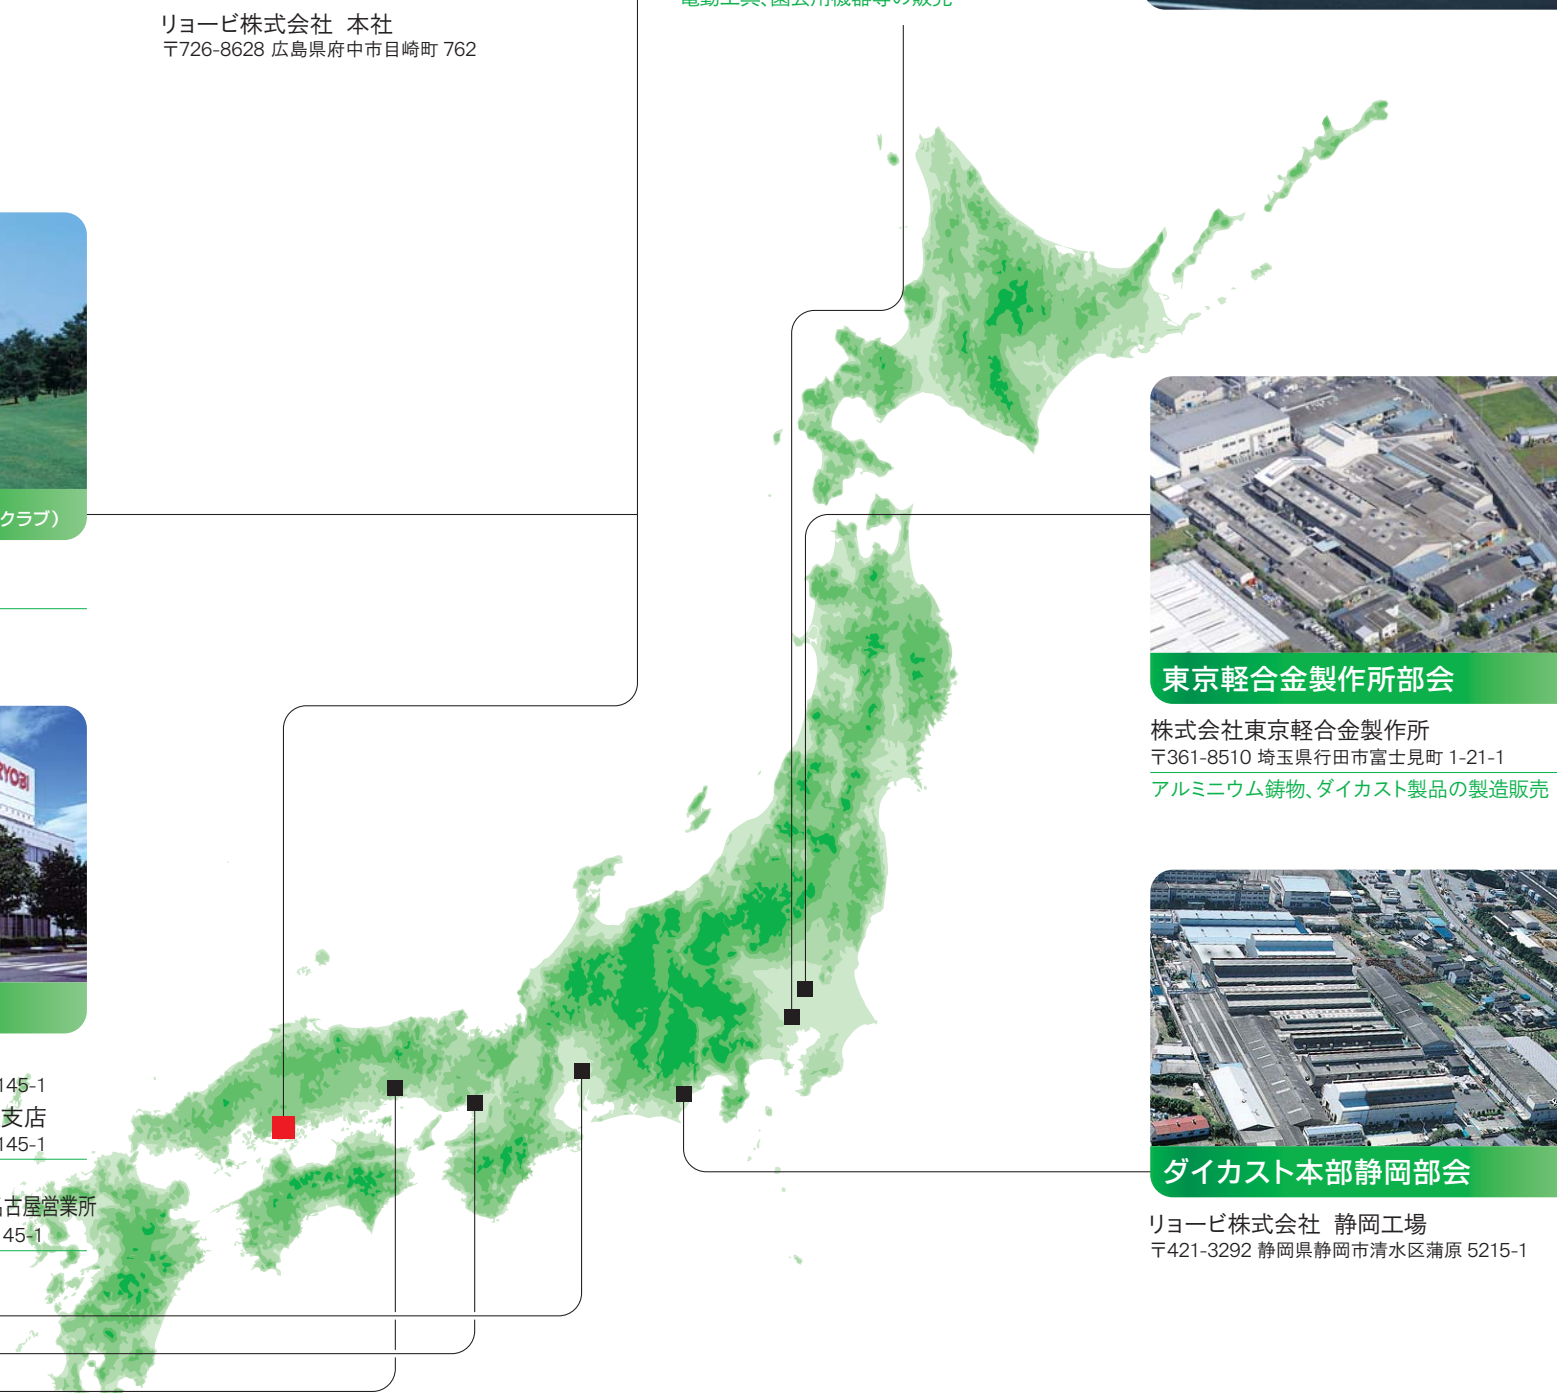 リョービ株式会社 本社
〒726-8628 広島県府中市目崎町 762
クラブ）
RYOBI
145-1
支店
145-1
古屋営業所
45-1
東京軽合金製作所部会
株式会社東京軽合金製作所
〒361-8510 埼玉県行田市富士見町 1-21-1
アルミニウム鋳物、ダイカスト製品の製造販売
ダイカスト本部静岡部会
リョービ株式会社 静岡工場
〒421-3292 静岡県静岡市清水区蒲原 5215-1